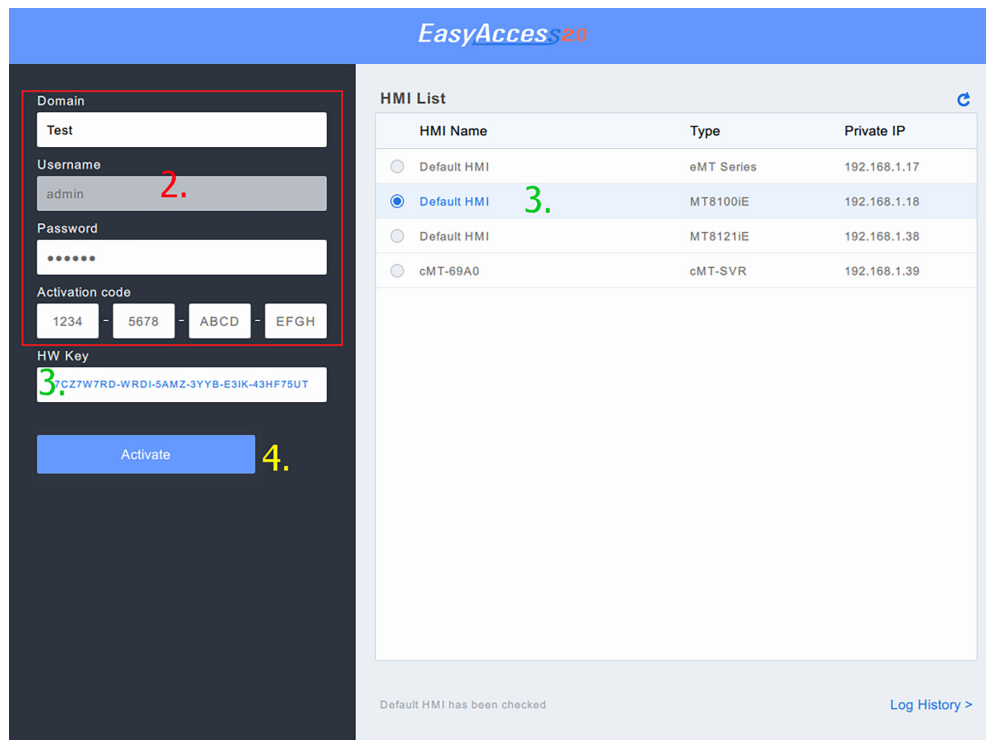 EasyAccess2.0
Domain
Test
Username
admin
2.
Password
••••••
Activation code
1234 - 5678 - ABCD - EFGH
HW Key
3.
7CZ7W7RD-WRDI-5AMZ-3YYB-E3IK-43HF75UT
Activate
4.
HMI List
HMI Name Type Private IP
Default HMI eMT Series 192.168.1.17
Default HMI 3. MT8100iE 192.168.1.18
Default HMI MT8121iE 192.168.1.38
cMT-69A0 cMT-SVR 192.168.1.39
Default HMI has been checked
Log History >